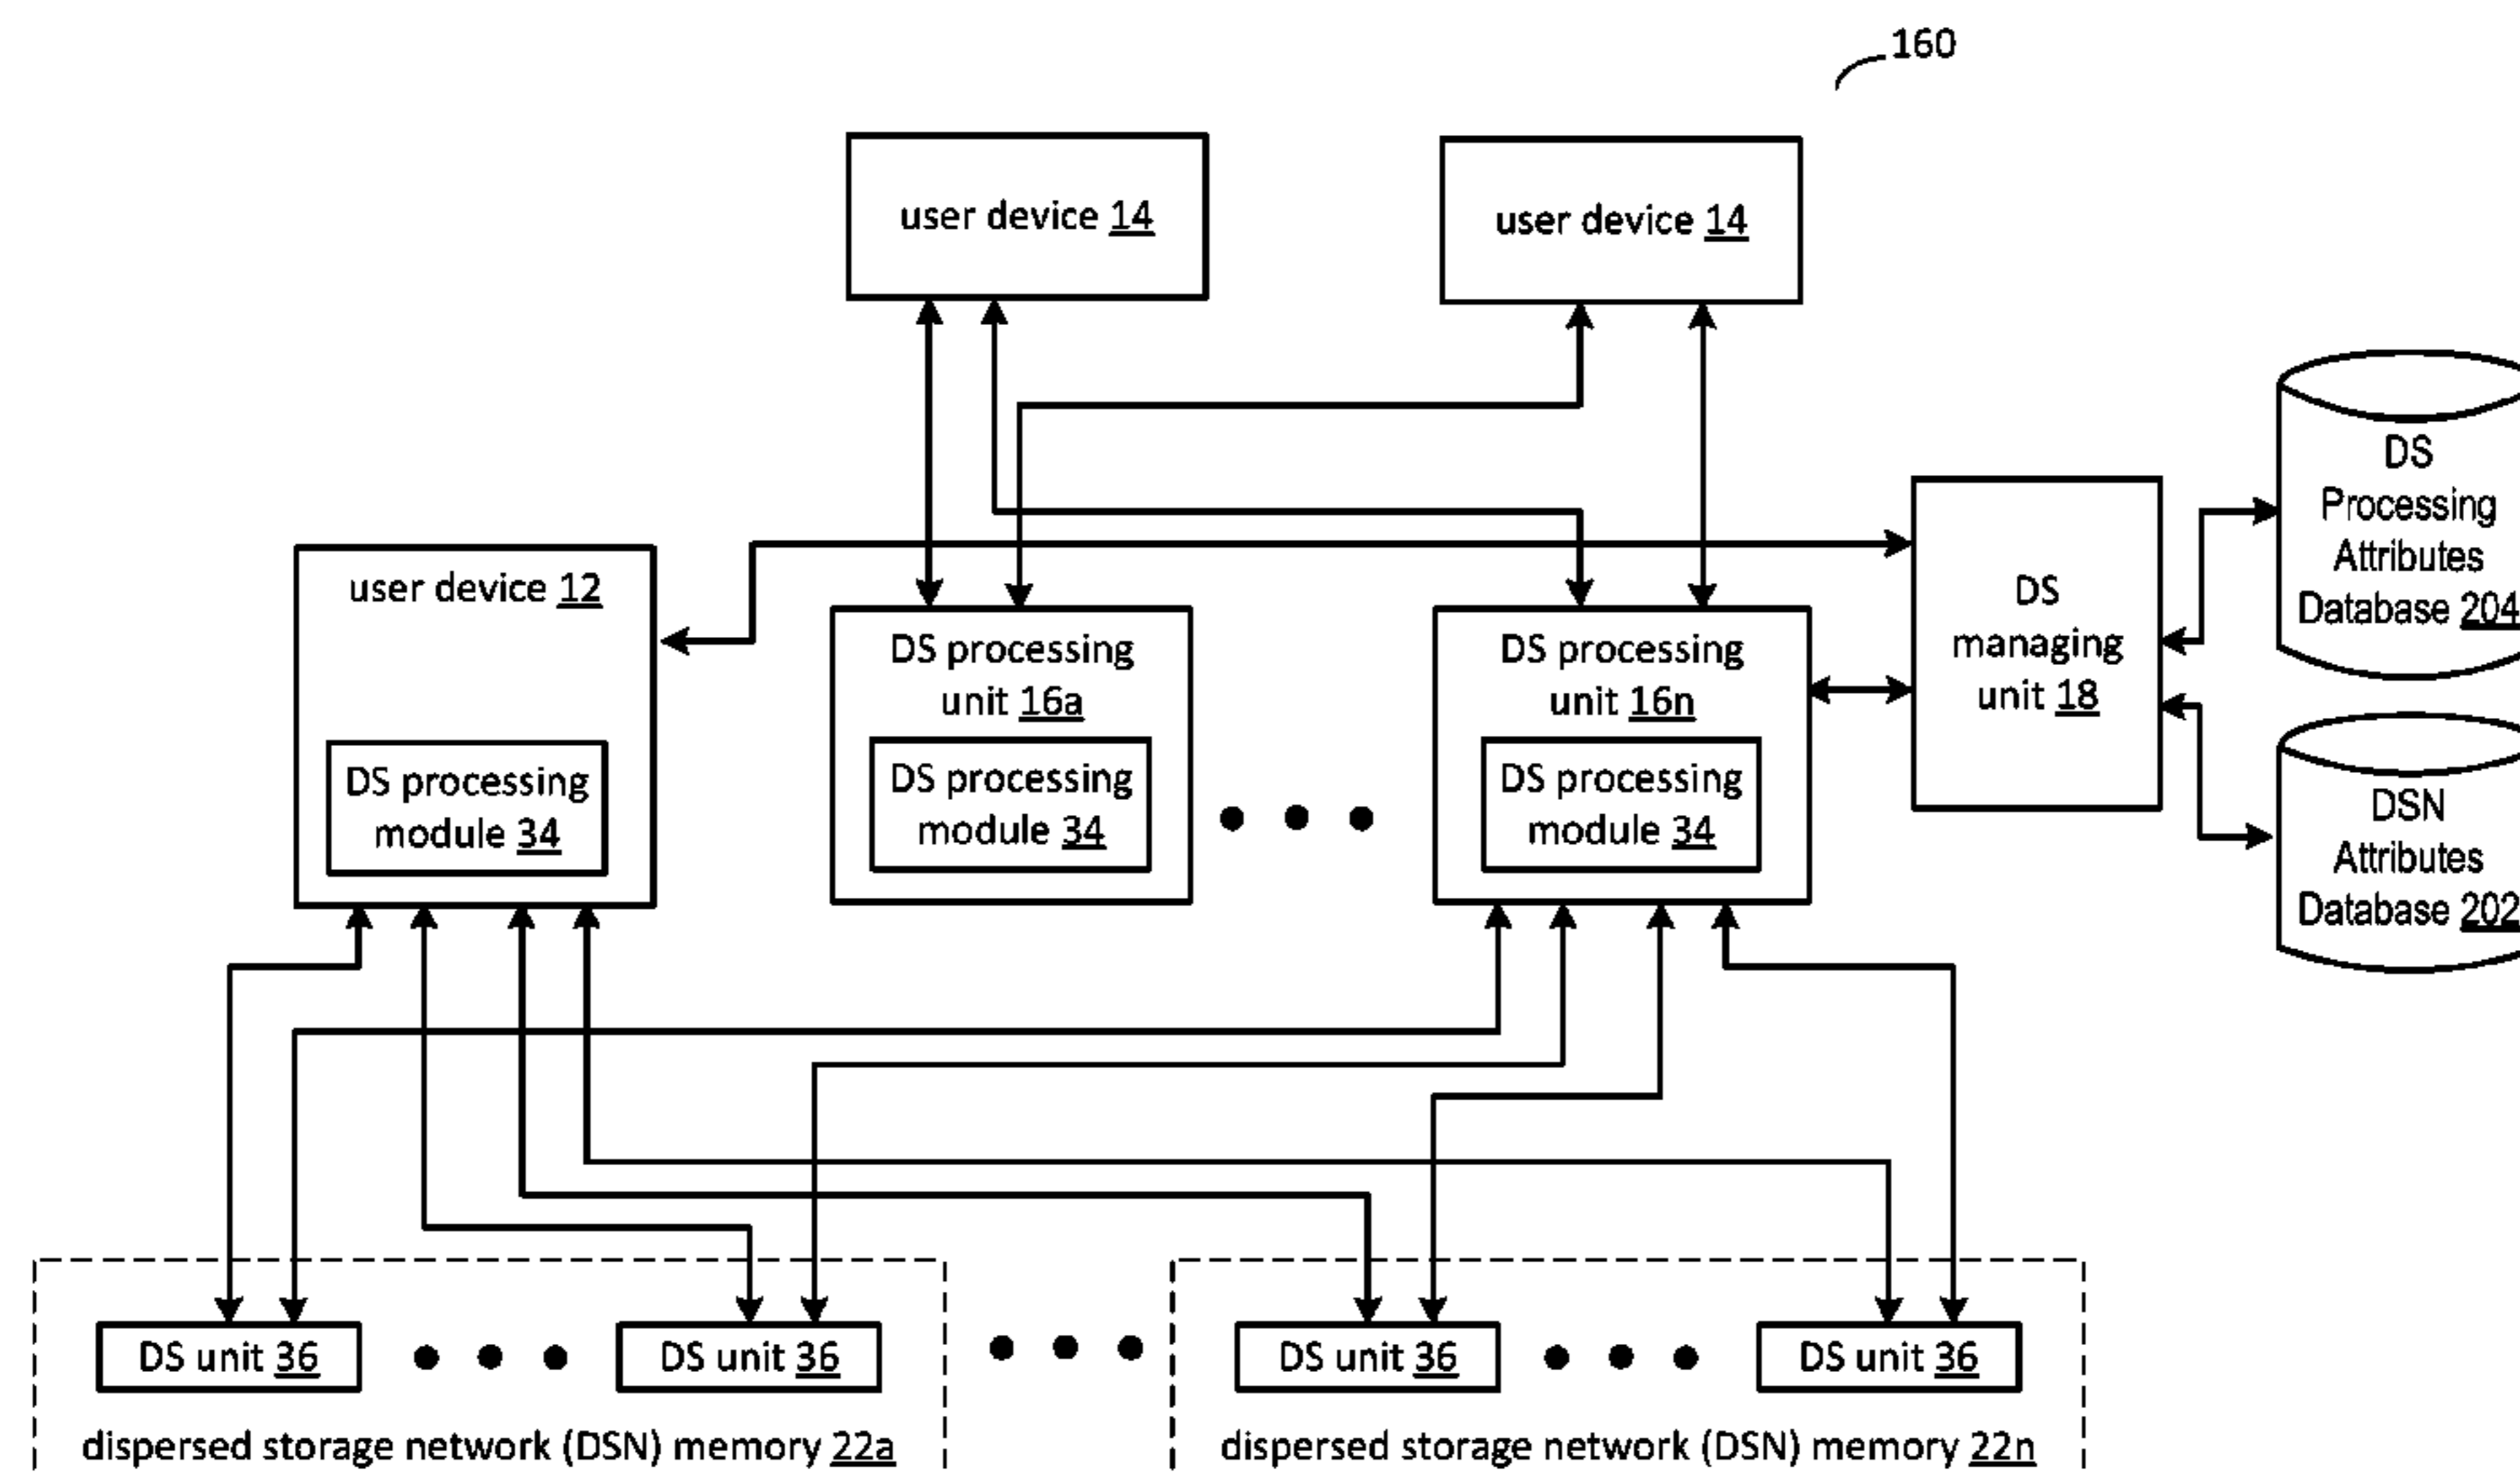 160
user device 14
user device 14
user device 12
DS processing
module 34
DS processing
unit 16a
DS processing
module 34
DS processing
unit 16n
DS processing
module 34
DS
managing
unit 18
DS
Processing
Attributes
Database 204
DSN
Attributes
Database 202
DS unit 36
DS unit 36
DS unit 36
DS unit 36
dispersed storage network (DSN) memory 22a
dispersed storage network (DSN) memory 22n